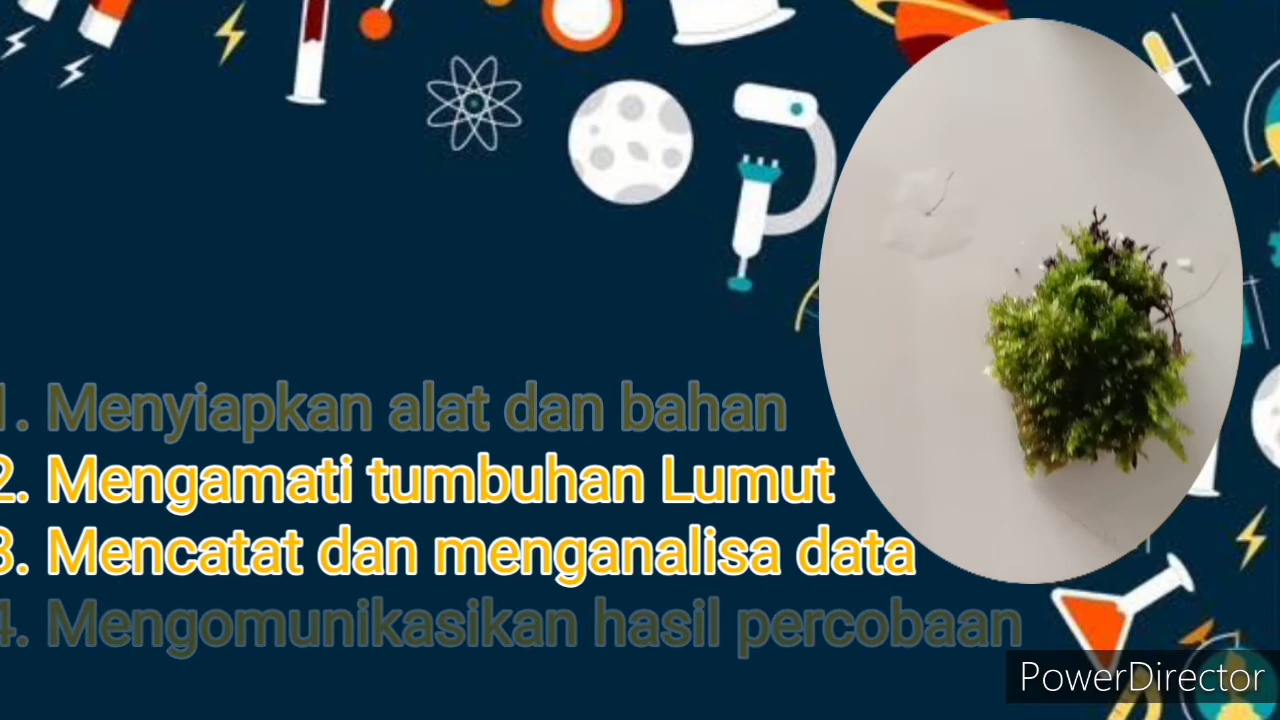 1. Menyiapkan alat dan bahan
2. Mengamati tumbuhan Lumut
3. Mencatat dan menganalisa data
4. Mengomunikasikan hasil percobaan
PowerDirector